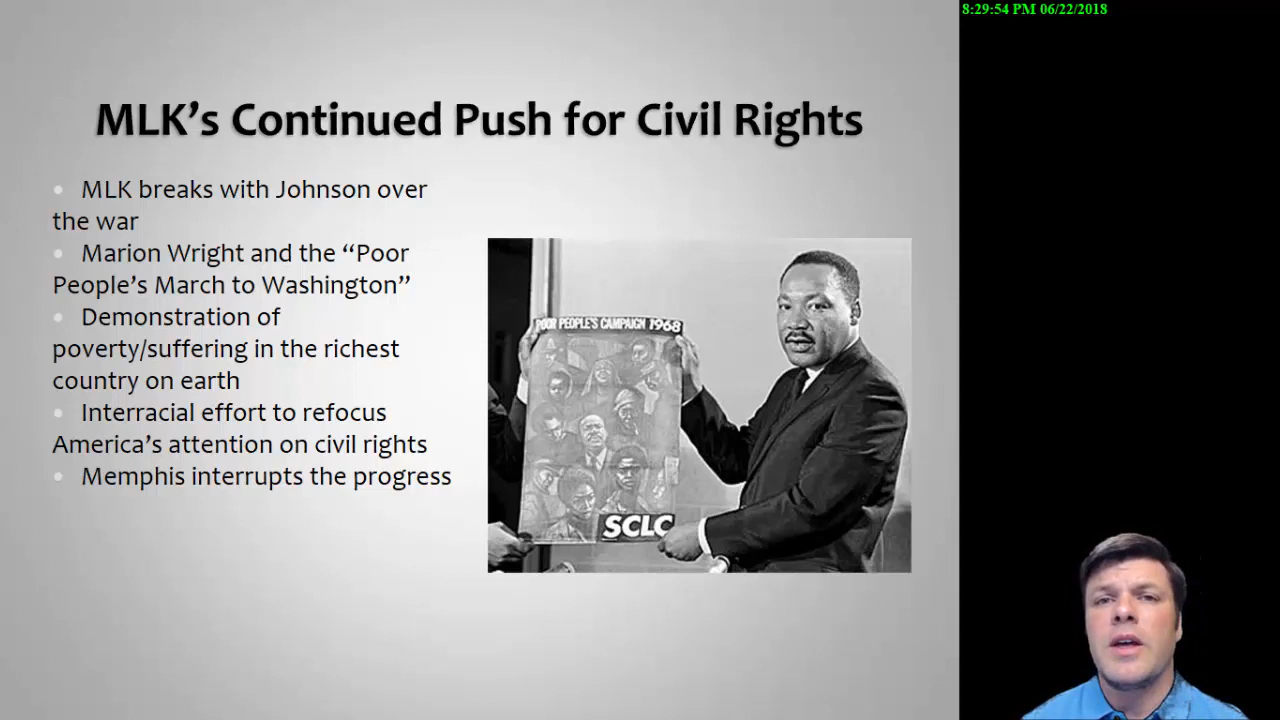 8:29:54 PM 06/22/2018
MLK’s Continued Push for Civil Rights
• MLK breaks with Johnson over
the war
• Marion Wright and the “Poor
People’s March to Washington”
• Demonstration of
poverty/suffering in the richest
country on earth
• Interracial effort to refocus
America’s attention on civil rights
• Memphis interrupts the progress
POOR PEOPLE'S CAMPAIGN 1968
SCLC